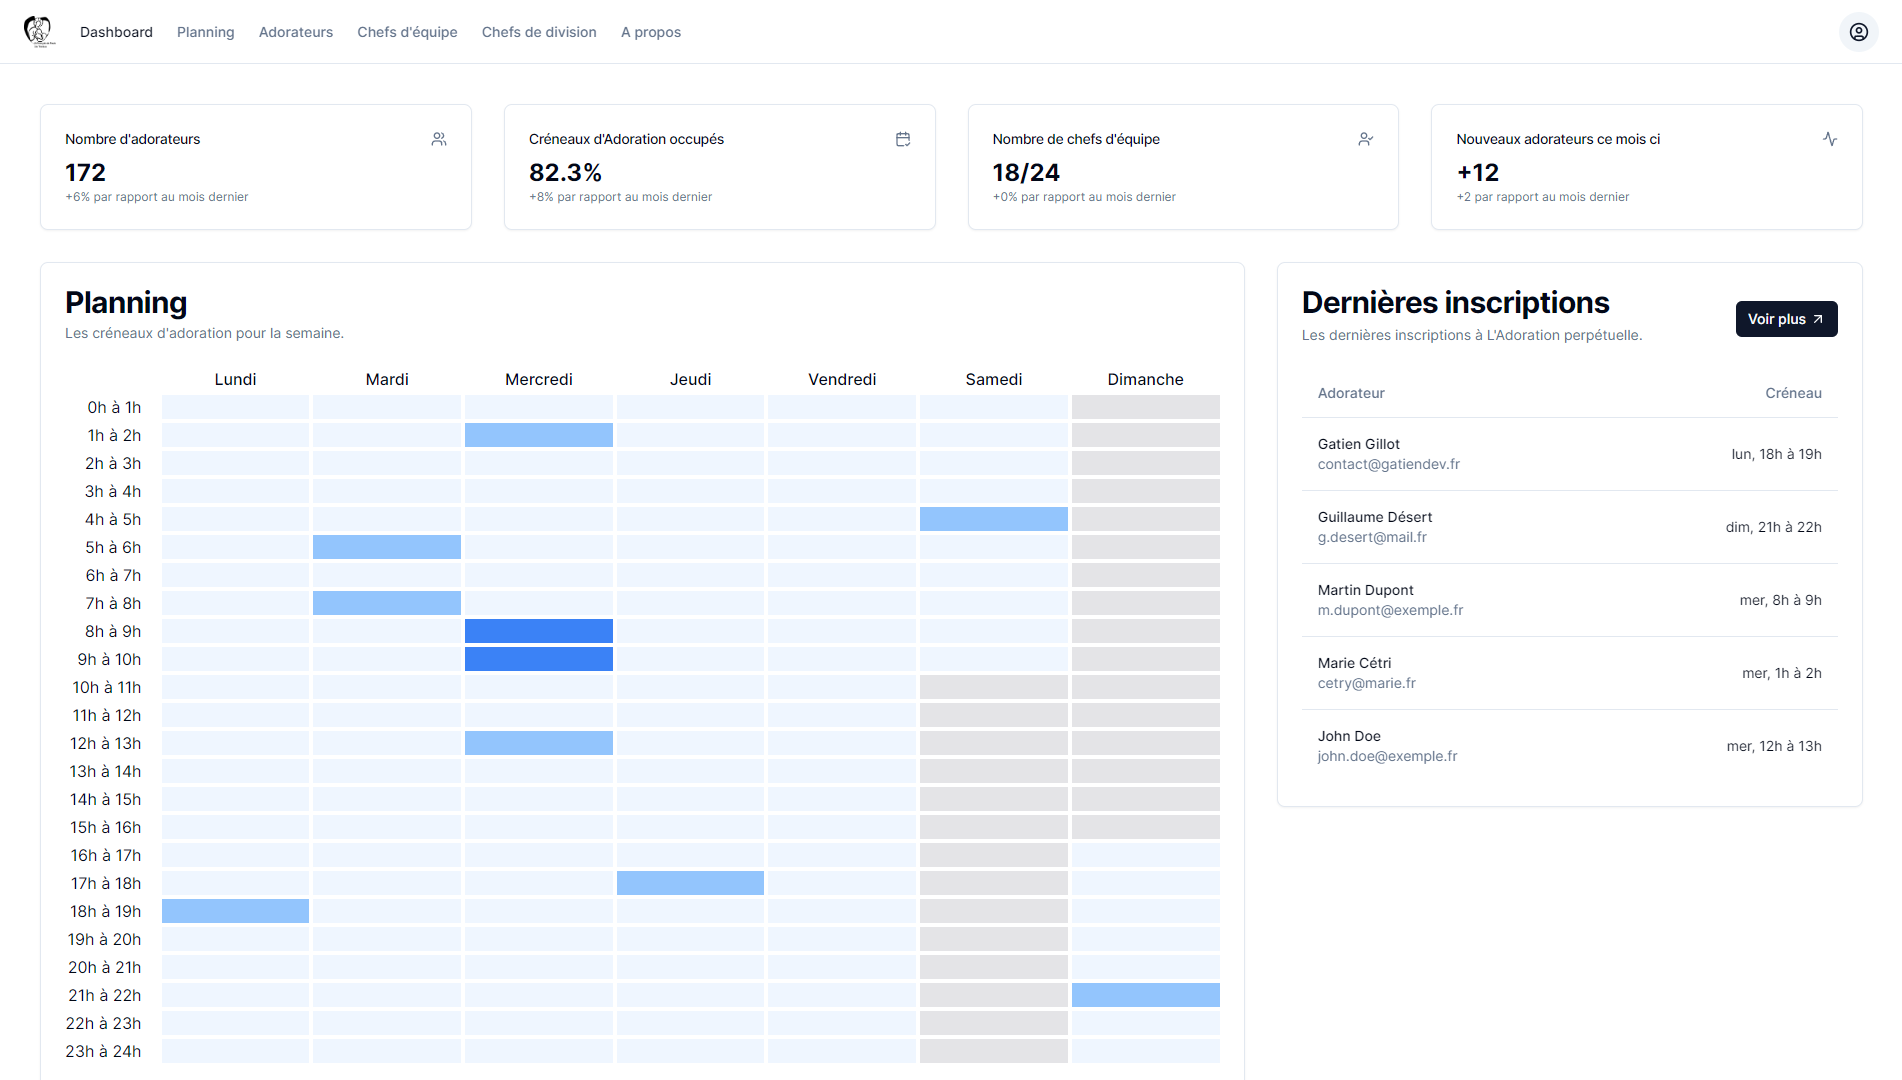 Dashboard Planning Adorateurs Chefs d'équipe Chefs de division A propos
Nombre d'adorateurs
172
+6% par rapport au mois dernier
Créneaux d'Adoration occupés
82.3%
+8% par rapport au mois dernier
Nombre de chefs d'équipe
18/24
+0% par rapport au mois dernier
Nouveaux adorateurs ce mois ci
+12
+2 par rapport au mois dernier
Planning
Les créneaux d'adoration pour la semaine.
Lundi Mardi Mercredi Jeudi Vendredi Samedi Dimanche
0h à 1h
1h à 2h
2h à 3h
3h à 4h
4h à 5h
5h à 6h
6h à 7h
7h à 8h
8h à 9h
9h à 10h
10h à 11h
11h à 12h
12h à 13h
13h à 14h
14h à 15h
15h à 16h
16h à 17h
17h à 18h
18h à 19h
19h à 20h
20h à 21h
21h à 22h
22h à 23h
23h à 24h
Dernières inscriptions
Les dernières inscriptions à L'Adoration perpétuelle.
Voir plus
Adorateur Créneau
Gatien Gillot
contact@gatiendev.fr
lun, 18h à 19h
Guillaume Désert
g.desert@mail.fr
dim, 21h à 22h
Martin Dupont
m.dupont@exemple.fr
mer, 8h à 9h
Marie Cétri
cetry@marie.fr
mer, 1h à 2h
John Doe
john.doe@exemple.fr
mer, 12h à 13h